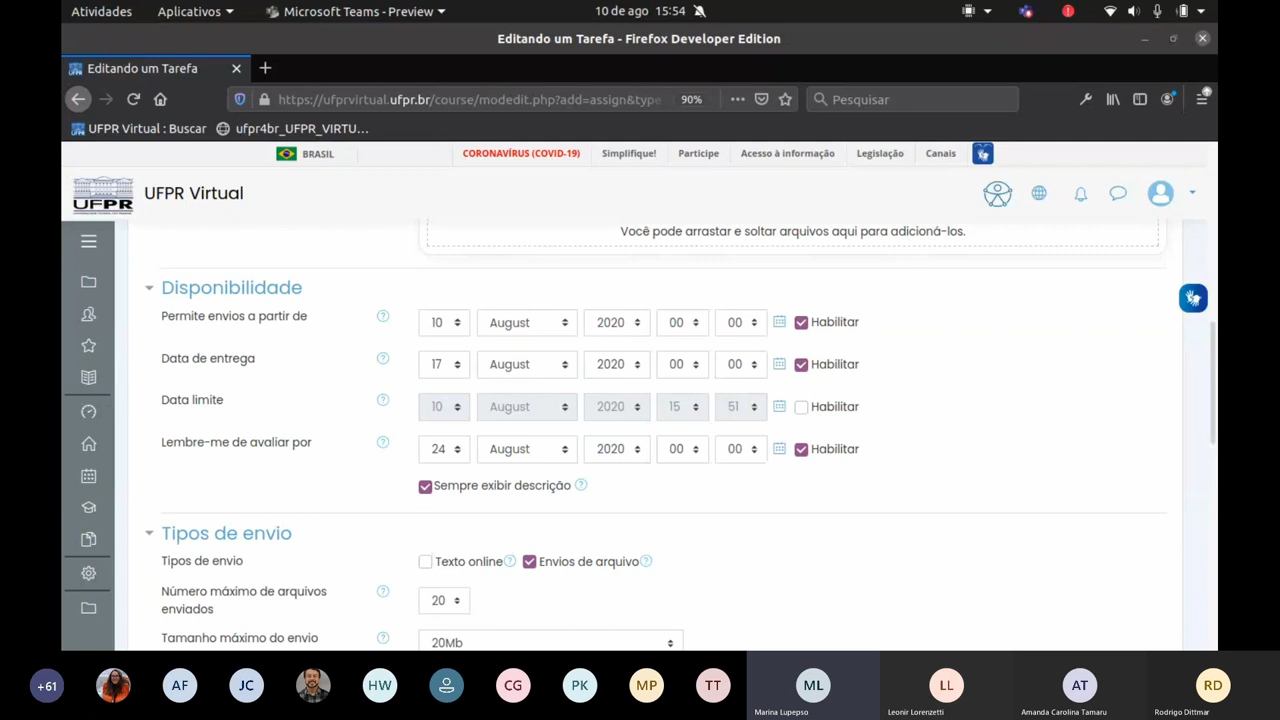 Atividades Aplicativos Microsoft Teams - Preview 10 de ago 15:54
Editando um Tarefa - Firefox Developer Edition
Editando um Tarefa
https://ufprvirtual.ufpr.br/course/modedit.php?add=assign&type 90% Pesquisar
UFPR Virtual : Buscar ufpr4br_UFPR_VIRTU...
BRASIL CORONAVÍRUS (COVID-19) Simplifique! Participe Acesso à informação Legislação Canais
UFPR UFPR Virtual
Você pode arrastar e soltar arquivos aqui para adicioná-los.
Disponibilidade
Permite envios a partir de 10 August 2020 00 00 Habilitar
Data de entrega 17 August 2020 00 00 Habilitar
Data limite 10 August 2020 15 51 Habilitar
Lembre-me de avaliar por 24 August 2020 00 00 Habilitar
Sempre exibir descrição
Tipos de envio
Tipos de envio Texto online Envios de arquivo
Número máximo de arquivos
enviados 20
Tamanho máximo do envio 20Mb
+61 AF JC HW CG PK MP TT ML LL AT RD
Marina Lupepso Leonir Lorenzetti Amanda Carolina Tamaru Rodrigo Dittmar